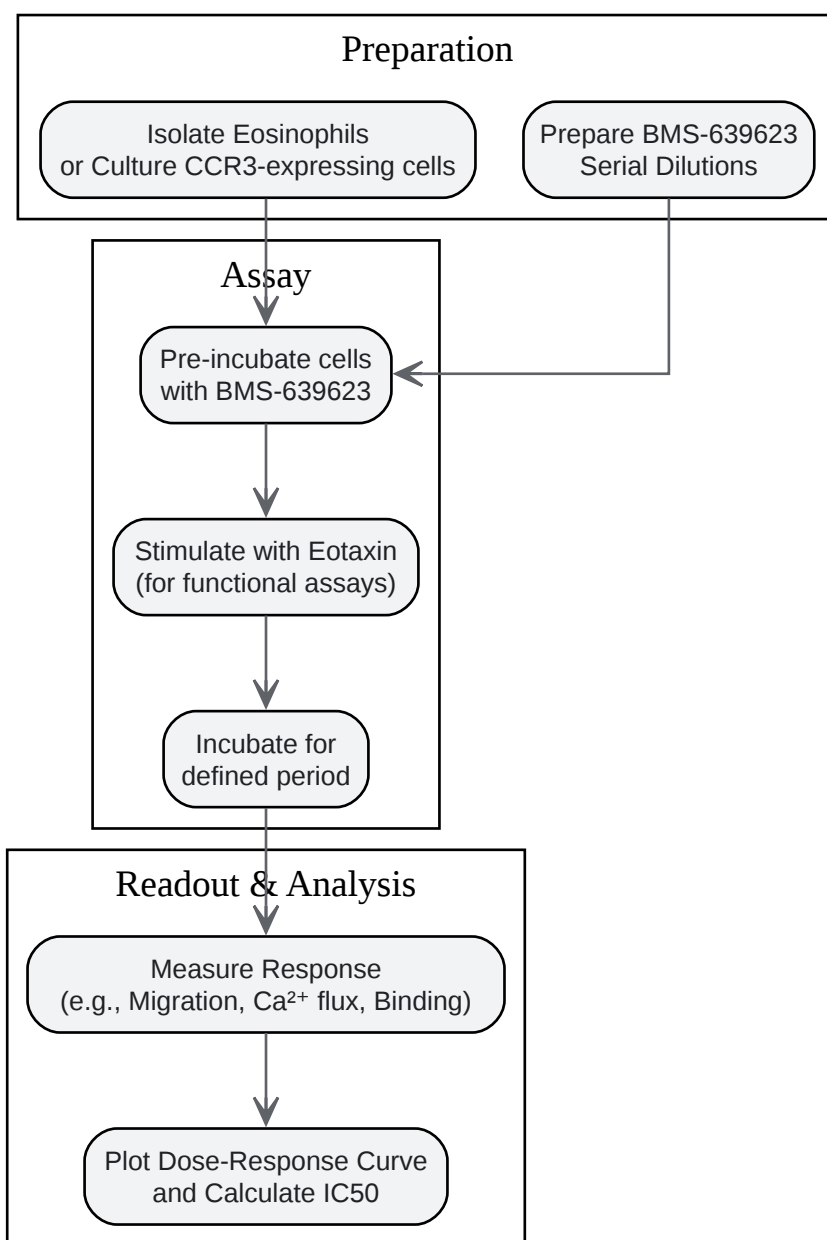 Preparation
Isolate Eosinophils
or Culture CCR3-expressing cells
Prepare BMS-639623
Serial Dilutions
Assay
Pre-incubate cells
with BMS-639623
Stimulate with Eotaxin
(for functional assays)
Incubate for
defined period
Readout & Analysis
Measure Response
(e.g., Migration, Ca²⁺ flux, Binding)
Plot Dose-Response Curve
and Calculate IC50